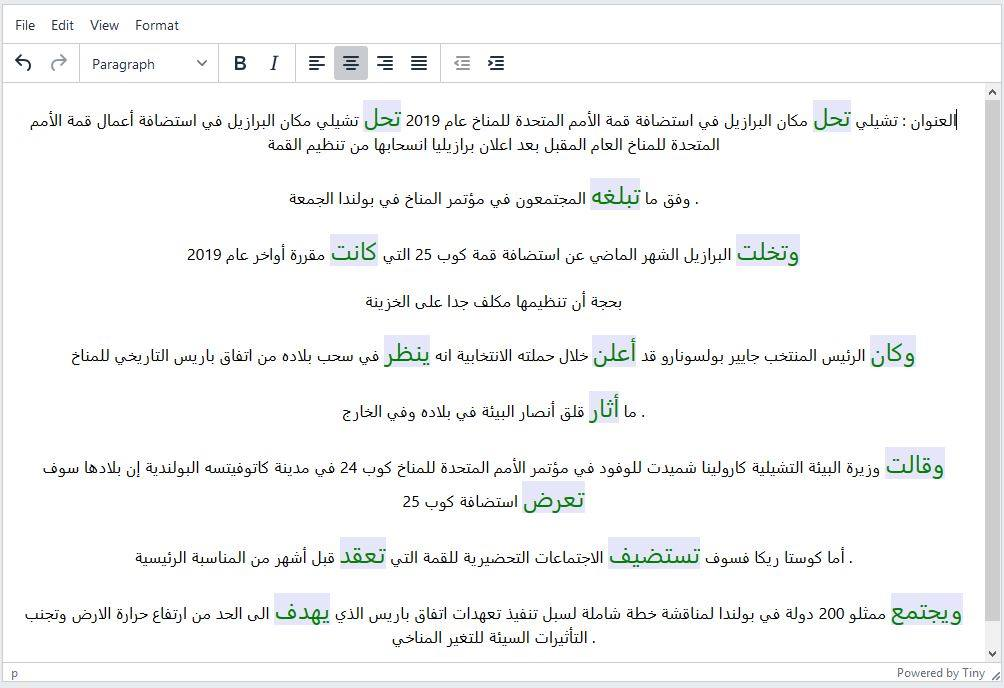 File Edit View Format
Paragraph B I
العنوان : تشيلي تحل مكان البرازيل في استضافة قمة الأمم المتحدة للمناخ عام 2019 تحل تشيلي مكان البرازيل في استضافة أعمال قمة الأمم
المتحدة للمناخ العام المقبل بعد اعلان برازيليا انسحابها من تنظيم القمة
وفق ما تبلغه المجتمعون في مؤتمر المناخ في بولندا الجمعة .
وتخلت البرازيل الشهر الماضي عن استضافة قمة كوب 25 التي كانت مقررة أواخر عام 2019
بحجة أن تنظيمها مكلف جدا على الخزينة
وكان الرئيس المنتخب جايير بولسونارو قد أعلن خلال حملته الانتخابية انه ينظر في سحب بلاده من اتفاق باريس التاريخي للمناخ
ما أثار قلق أنصار البيئة في بلاده وفي الخارج .
وقالت وزيرة البيئة التشيلية كارولينا شميدت للوفود في مؤتمر الأمم المتحدة للمناخ كوب 24 في مدينة كاتوفيتسه البولندية إن بلادها سوف
تعرض استضافة كوب 25
أما كوستا ريكا فسوف تستضيف الاجتماعات التحضيرية للقمة التي تعقد قبل أشهر من المناسبة الرئيسية .
ويجتمع ممثلو 200 دولة في بولندا لمناقشة خطة شاملة لسبل تنفيذ تعهدات اتفاق باريس الذي يهدف الى الحد من ارتفاع حرارة الارض وتجنب
التأثيرات السيئة للتغير المناخي .
p Powered by Tiny